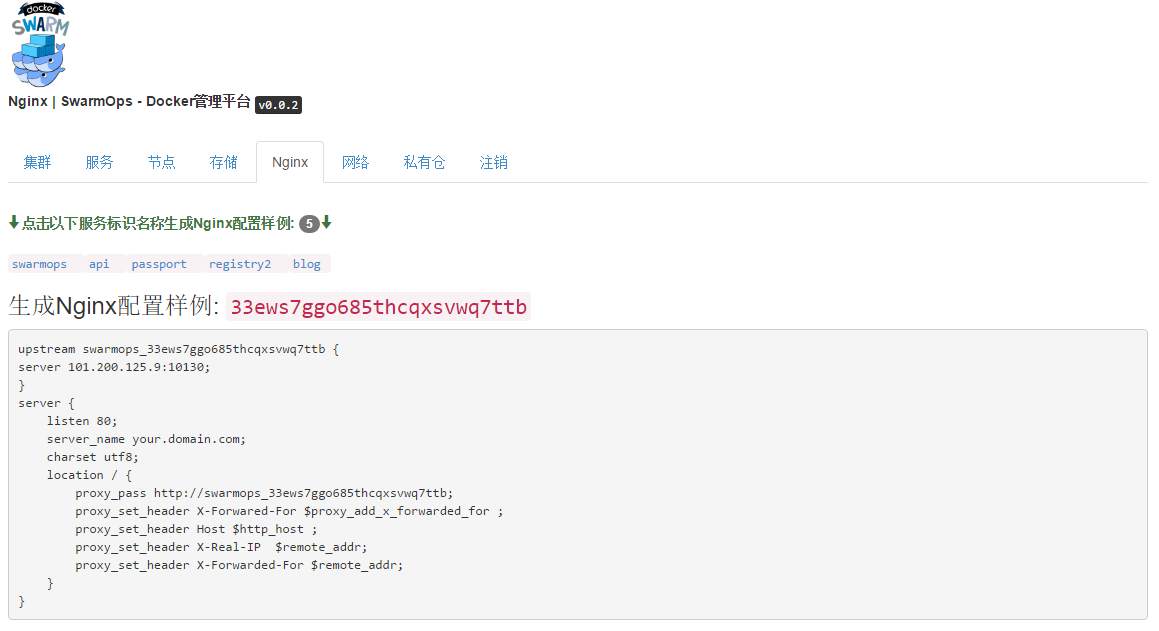 docker
SWARM
Nginx | SwarmOps - Docker管理平台 v0.0.2
集群 服务 节点 存储 Nginx 网络 私有仓 注销
点击以下服务标识名称生成Nginx配置样例: 5
swarmops api passport registry2 blog
生成Nginx配置样例: 33ews7ggo685thcqxsvwq7ttb
upstream swarmops_33ews7ggo685thcqxsvwq7ttb {
server 101.200.125.9:10130;
}
server {
    listen 80;
    server_name your.domain.com;
    charset utf8;
    location / {
        proxy_pass http://swarmops_33ews7ggo685thcqxsvwq7ttb;
        proxy_set_header X-Forwared-For $proxy_add_x_forwarded_for ;
        proxy_set_header Host $http_host ;
        proxy_set_header X-Real-IP  $remote_addr;
        proxy_set_header X-Forwarded-For $remote_addr;
    }
}